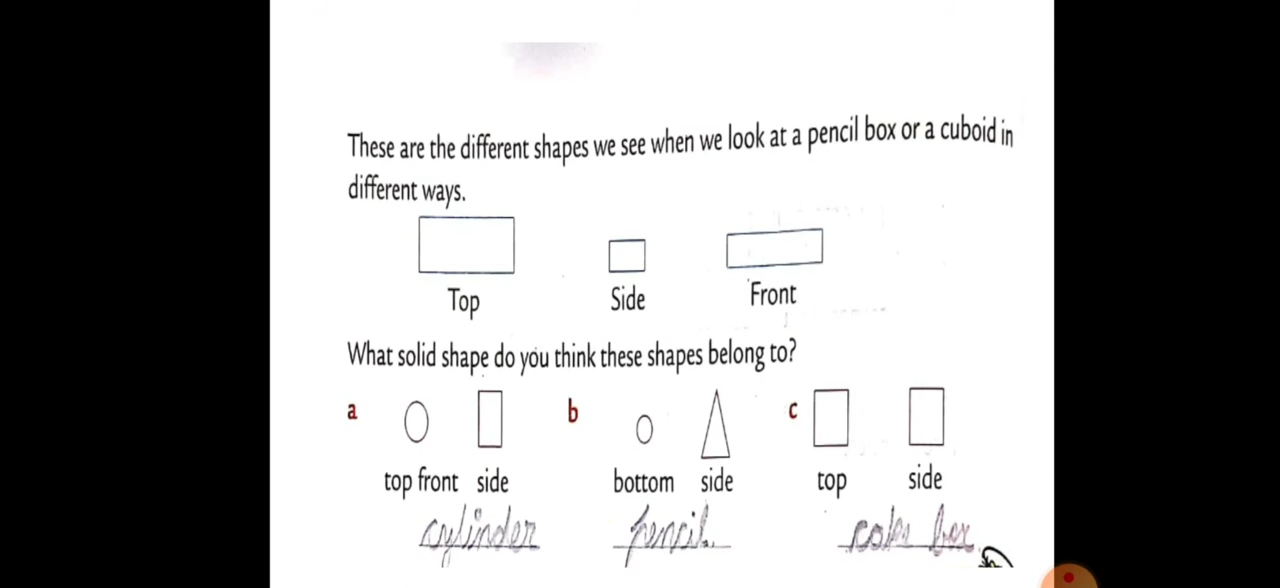 These are the different shapes we see when we look at a pencil box or a cuboid in
different ways.
Top Side Front
What solid shape do you think these shapes belong to?
a b c
top front side bottom side top side
cylinder pencil box